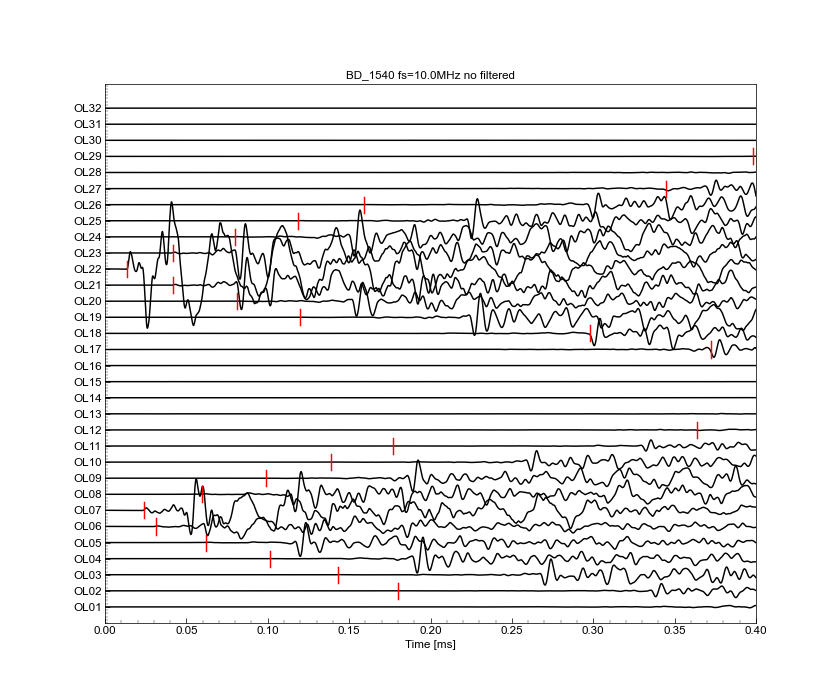 BD_1540 fs=10.0MHz no filtered
OL32
OL31
OL30
OL29
OL28
OL27
OL26
OL25
OL24
OL23
OL22
OL21
OL20
OL19
OL18
OL17
OL16
OL15
OL14
OL13
OL12
OL11
OL10
OL09
OL08
OL07
OL06
OL05
OL04
OL03
OL02
OL01
0.00 0.05 0.10 0.15 0.20 0.25 0.30 0.35 0.40
Time [ms]